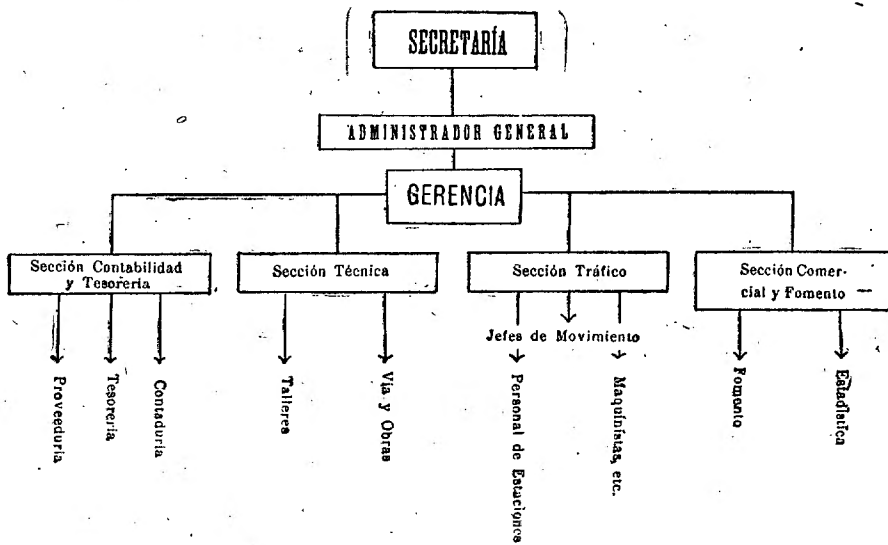 SECRETARÍA
ADMINISTRADOR GENERAL
GERENCIA
Sección Contabilidad
y Tesorería
Sección Técnica
Sección Tráfico
Sección Comer-
cial y Fomento
Jefes de Movimiento
Proveeduría
Tesorería
Contaduría
Talleres
Vía y Obras
Personal de Estaciones
Maquinistas, etc.
Fomento
Estadística